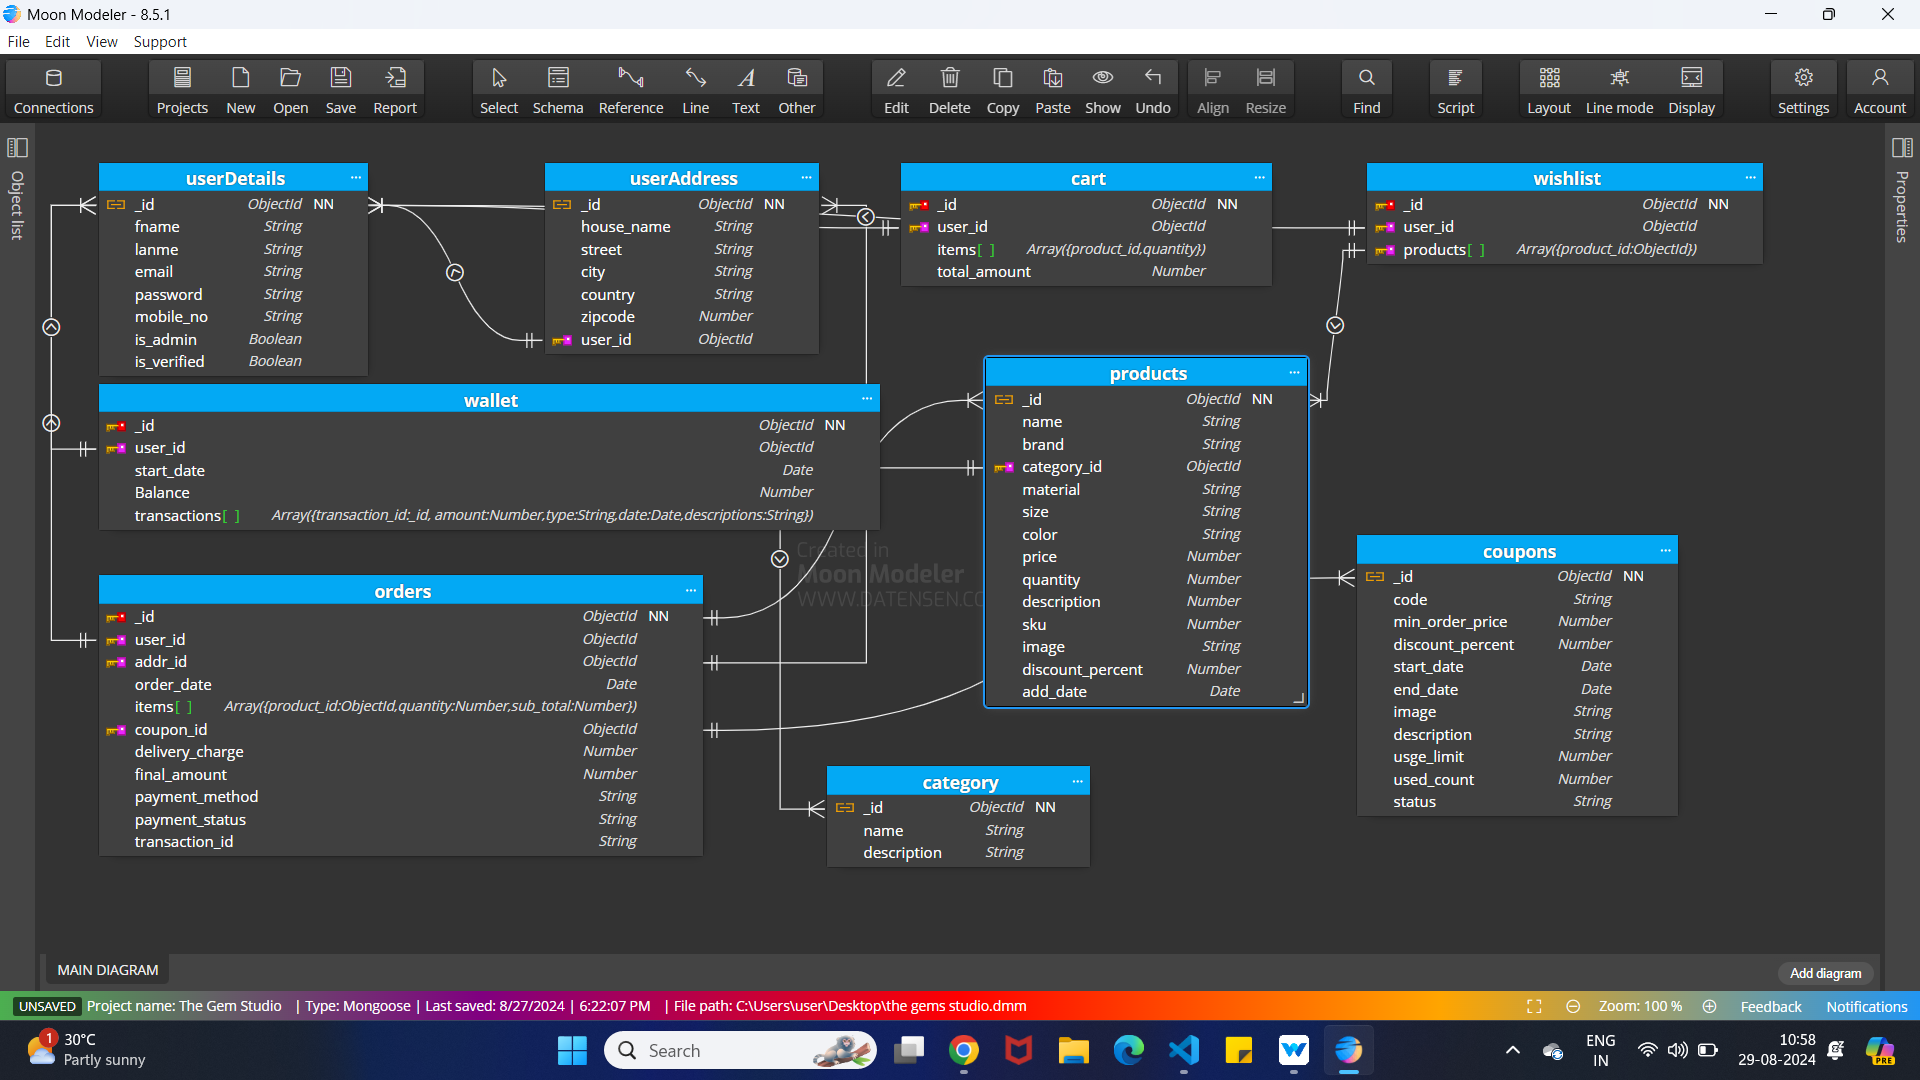 Moon Modeler - 8.5.1
File Edit View Support
Connections Projects New Open Save Report Select Schema Reference Line Text Other Edit Delete Copy Paste Show Undo Align Resize Find Script Layout Line mode Display Settings Account
Object list
Properties
userDetails ...
_id ObjectId NN
fname String
lanme String
email String
password String
mobile_no String
is_admin Boolean
is_verified Boolean
userAddress ...
_id ObjectId NN
house_name String
street String
city String
country String
zipcode Number
user_id ObjectId
cart ...
_id ObjectId NN
user_id ObjectId
items[ ] Array({product_id,quantity})
total_amount Number
wishlist ...
_id ObjectId NN
user_id ObjectId
products[ ] Array({product_id:ObjectId})
wallet ...
_id ObjectId NN
user_id ObjectId
start_date Date
Balance Number
transactions[ ] Array({transaction_id:_id, amount:Number,type:String,date:Date,descriptions:String})
products ...
_id ObjectId NN
name String
brand String
category_id ObjectId
material String
size String
color String
price Number
quantity Number
description Number
sku Number
image String
discount_percent Number
add_date Date
Created in
Moon Modeler
WWW.DATENSEN.CO
orders ...
_id ObjectId NN
user_id ObjectId
addr_id ObjectId
order_date Date
items[ ] Array({product_id:ObjectId,quantity:Number,sub_total:Number})
coupon_id ObjectId
delivery_charge Number
final_amount Number
payment_method String
payment_status String
transaction_id String
coupons ...
_id ObjectId NN
code String
min_order_price Number
discount_percent Number
start_date Date
end_date Date
image String
description String
usge_limit Number
used_count Number
status String
category ...
_id ObjectId NN
name String
description String
MAIN DIAGRAM
Add diagram
UNSAVED Project name: The Gem Studio | Type: Mongoose | Last saved: 8/27/2024 | 6:22:07 PM | File path: C:\Users\user\Desktop\the gems studio.dmm Zoom: 100 % Feedback Notifications
1
30°C
Partly sunny
Search
W
ENG
IN
10:58
29-08-2024
PRE